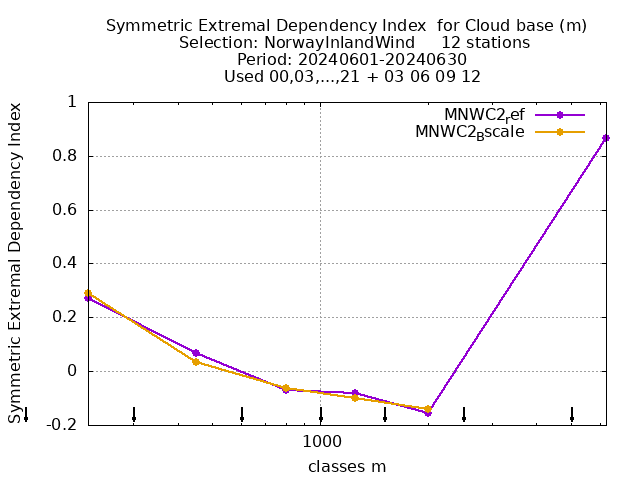 Symmetric Extremal Dependency Index  for Cloud base (m)
Selection: NorwayInlandWind     12 stations
Period: 20240601-20240630
Used 00,03,...,21 + 03 06 09 12
Symmetric Extremal Dependency Index
1
0.8
0.6
0.4
0.2
0
-0.2
MNWC2ref
MNWC2Bscale
1000
classes m